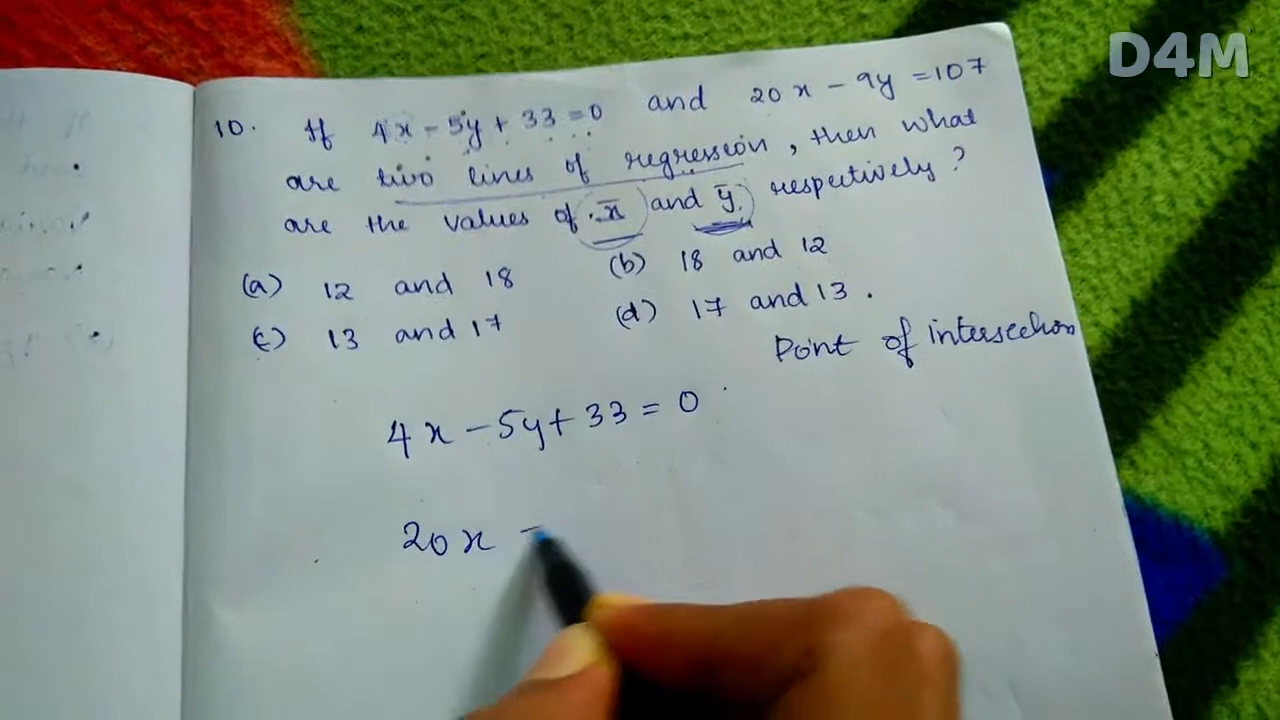 D4M
10. If 4x - 5y + 33 = 0 and 20x - 9y = 107
are two lines of regression, then what
are the values of x̄ and ȳ respectively?
(a) 12 and 18 (b) 18 and 12
(c) 13 and 17 (d) 17 and 13.
Point of intersection
4x - 5y + 33 = 0
20x -